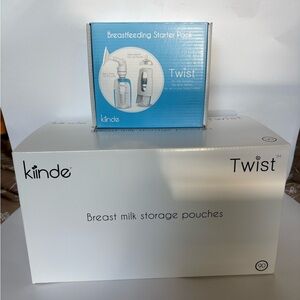 Breastfeeding Starter Pack
Twist
kiinde
kiinde
Twist
Breast milk storage pouches